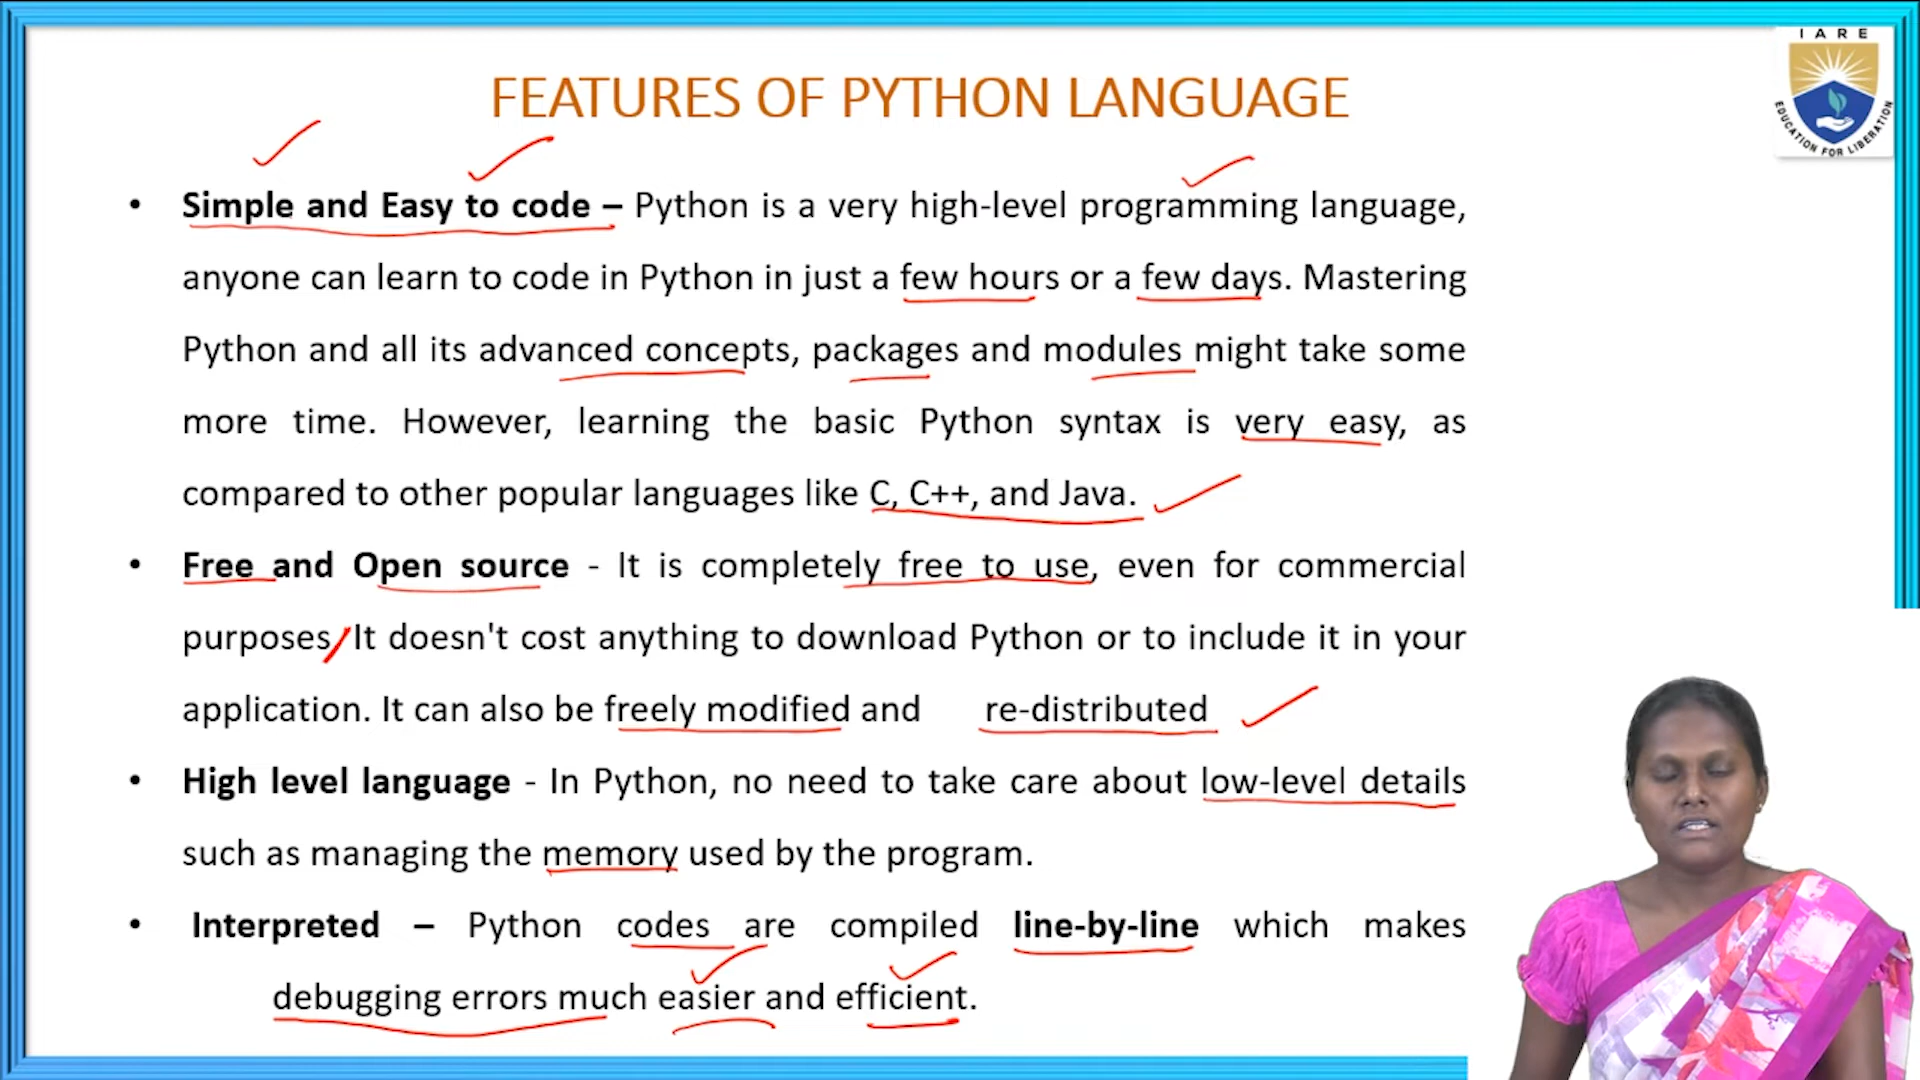 IARE
EDUCATION FOR LIBERATION
FEATURES OF PYTHON LANGUAGE
• Simple and Easy to code – Python is a very high-level programming language,
anyone can learn to code in Python in just a few hours or a few days. Mastering
Python and all its advanced concepts, packages and modules might take some
more time. However, learning the basic Python syntax is very easy, as
compared to other popular languages like C, C++, and Java.
• Free and Open source - It is completely free to use, even for commercial
purposes. It doesn't cost anything to download Python or to include it in your
application. It can also be freely modified and re-distributed
• High level language - In Python, no need to take care about low-level details
such as managing the memory used by the program.
• Interpreted – Python codes are compiled line-by-line which makes
debugging errors much easier and efficient.